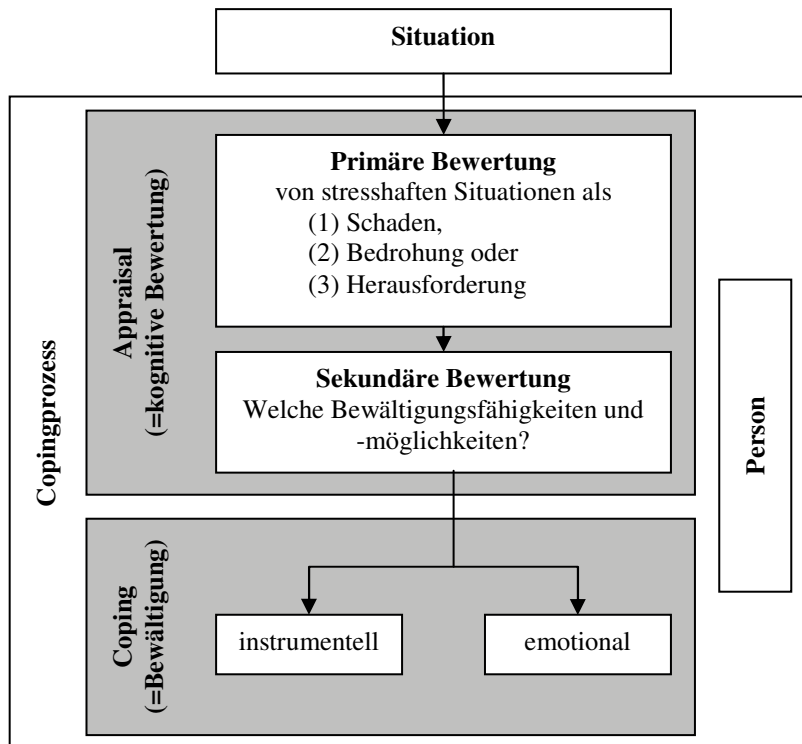 Situation
Copingprozess
Appraisal
(=kognitive Bewertung)
Primäre Bewertung
von stresshaften Situationen als
(1) Schaden,
(2) Bedrohung oder
(3) Herausforderung
Sekundäre Bewertung
Welche Bewältigungsfähigkeiten und
-möglichkeiten?
Person
Coping
(=Bewältigung)
instrumentell
emotional